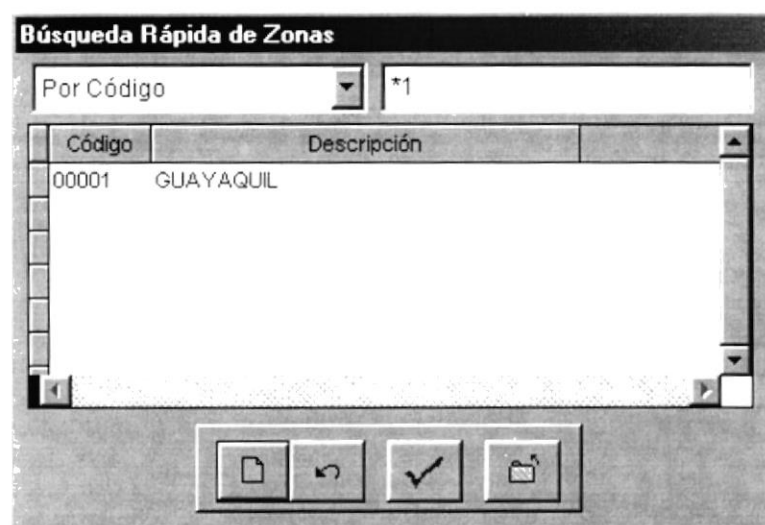 Búsqueda Rápida de Zonas
Por Código *1
Código Descripción
00001 GUAYAQUIL